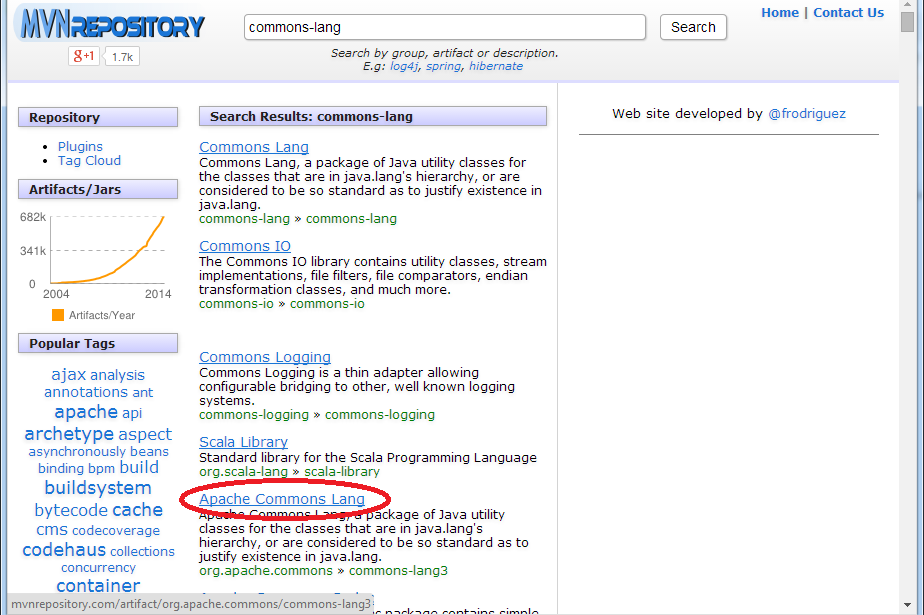 MVNREPOSITORY
commons-lang
Search
Home | Contact Us
g+1
1.7k
Search by group, artifact or description.
E.g: log4j, spring, hibernate
Repository
Plugins
Tag Cloud
Artifacts/Jars
682k
341k
0
2004 2014
Artifacts/Year
Popular Tags
ajax analysis
annotations ant
apache api
archetype aspect
asynchronously beans
binding bpm build
buildsystem
bytecode cache
cms codecoverage
codehaus collections
concurrency
container
Search Results: commons-lang
Commons Lang
Commons Lang, a package of Java utility classes for
the classes that are in java.lang's hierarchy, or are
considered to be so standard as to justify existence in
java.lang.
commons-lang » commons-lang
Commons IO
The Commons IO library contains utility classes, stream
implementations, file filters, file comparators, endian
transformation classes, and much more.
commons-io » commons-io
Commons Logging
Commons Logging is a thin adapter allowing
configurable bridging to other, well known logging
systems.
commons-logging » commons-logging
Scala Library
Standard library for the Scala Programming Language
org.scala-lang » scala-library
Apache Commons Lang
Apache Commons Lang, a package of Java utility
classes for the classes that are in java.lang's
hierarchy, or are considered to be so standard as to
justify existence in java.lang.
org.apache.commons » commons-lang3
package contains simple
Web site developed by @frodriguez
mvnrepository.com/artifact/org.apache.commons/commons-lang3